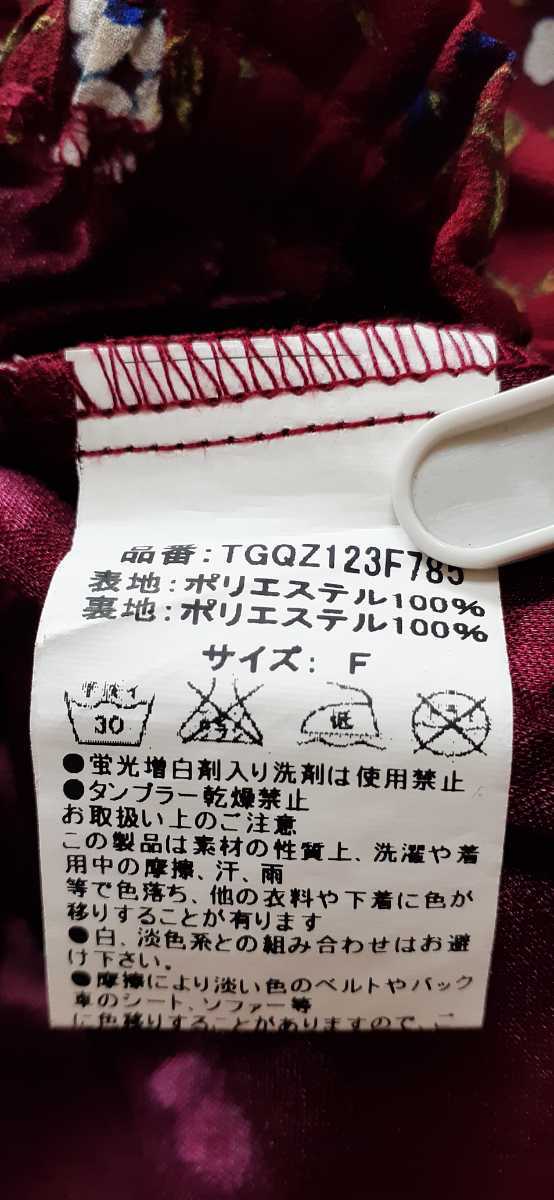 品番:TGQZ123F785
表地:ポリエステル100%
裏地:ポリエステル100%
サイズ: F
30 低
●蛍光増白剤入り洗剤は使用禁止
●タンブラー乾燥禁止
お取扱い上のご注意
この製品は素材の性質上、洗濯や着
用中の摩擦、汗、雨
等で色落ち、他の衣料や下着に色が
移りすることが有ります
●白、淡色系との組み合わせはお避
け下さい。
●摩擦により淡い色のベルトやバック
車のシート、ソファー等
に色移りすることがありますので、こ